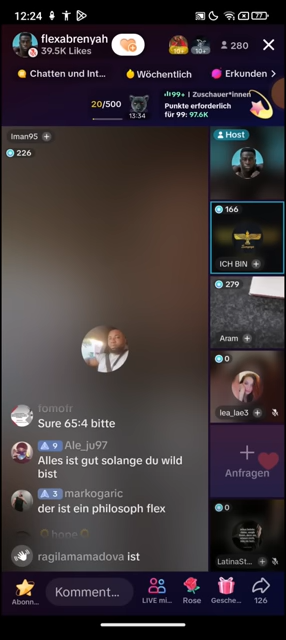 12:24
77
flexabrenyah
39.5K Likes
10+
10+
280
Chatten und Int...
Wöchentlich
Erkunden
20/500
13:34
99+ | Zuschauer*innen
Punkte erforderlich
für 99: 97.6K
Iman95 +
226
Host
166
ICH BIN +
279
Aram +
0
lea_lae3 +
Anfragen
0
LatinaSt... +
Sure 65:4 bitte
9 Ale_ju97
Alles ist gut solange du wild
bist
3 markogaric
der ist ein philosoph flex
hope
ragilamamadova ist
Abonn...
Komment...
LIVE mi...
Rose
Gesche...
126